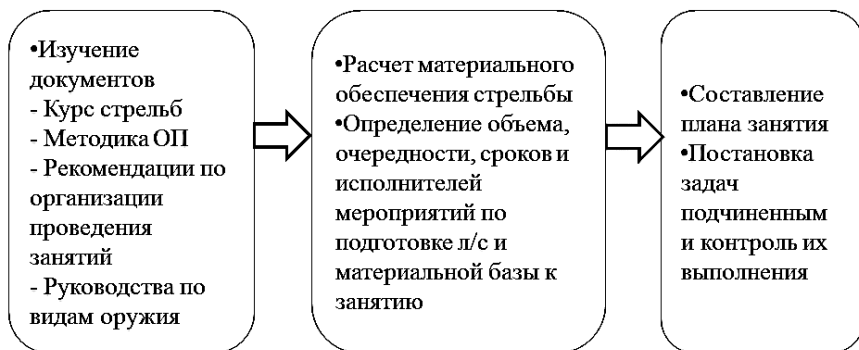 •Изучение
документов
- Курс стрельб
- Методика ОП
- Рекомендации по
организации
проведения
занятий
- Руководства по
видам оружия
•Расчет материального
обеспечения стрельбы
•Определение объема,
очередности, сроков и
исполнителей
мероприятий по
подготовке л/с и
материальной базы к
занятию
•Составление
плана занятия
•Постановка
задач
подчиненным
и контроль их
выполнения